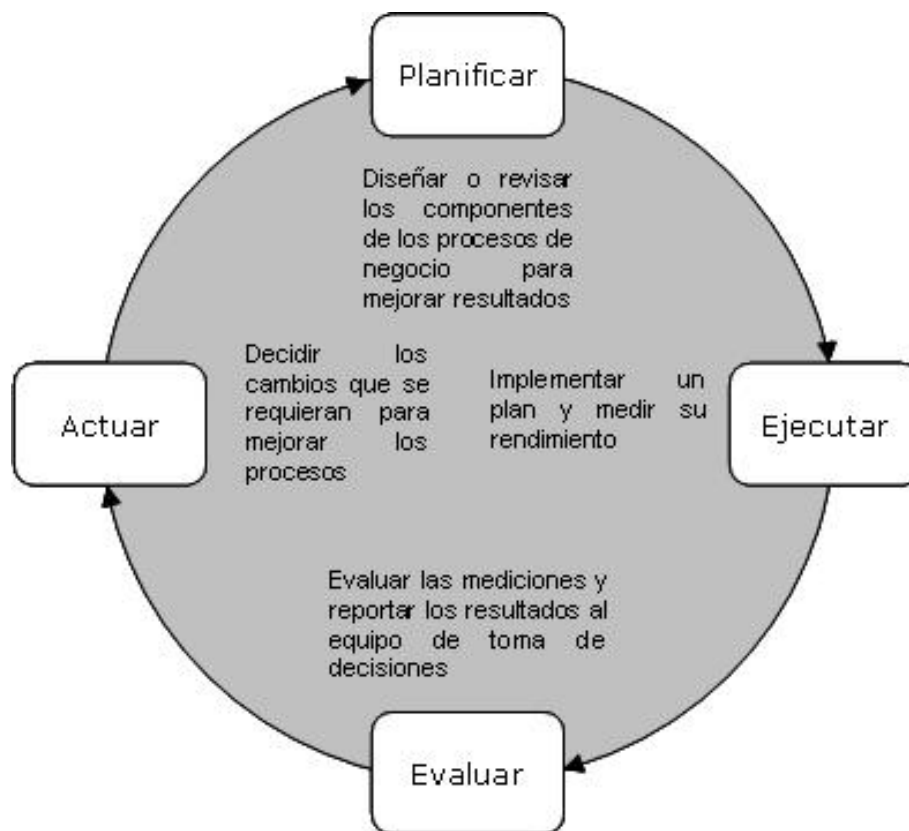 Planificar
Diseñar o revisar
los componentes
de los procesos de
negocio para
mejorar resultados
Decidir los
cambios que se
requieran para
mejorar los
procesos
Implementar un
plan y medir su
rendimiento
Actuar
Ejecutar
Evaluar las mediciones y
reportar los resultados al
equipo de toma de
decisiones
Evaluar